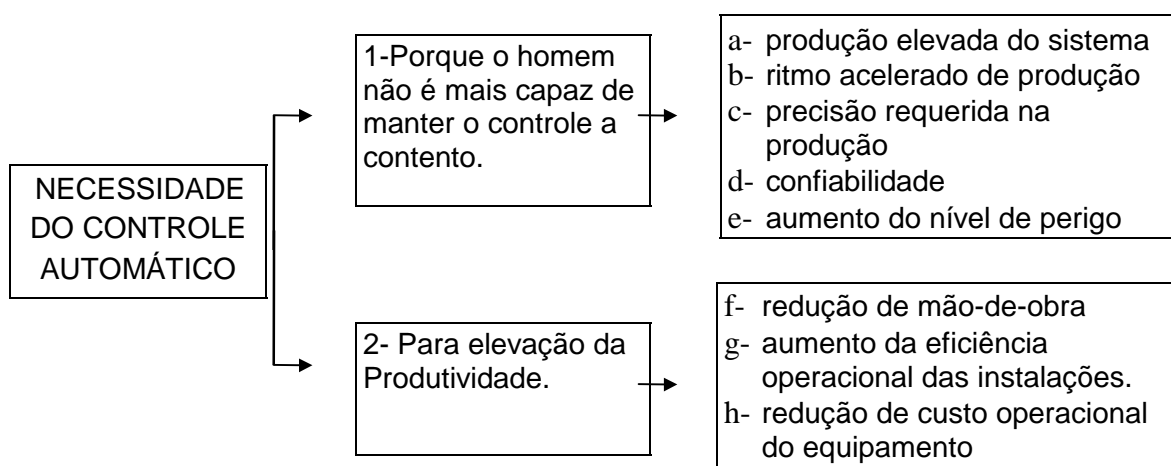 NECESSIDADE
DO CONTROLE
AUTOMÁTICO
1-Porque o homem
não é mais capaz de
manter o controle a
contento.
a- produção elevada do sistema
b- ritmo acelerado de produção
c- precisão requerida na
produção
d- confiabilidade
e- aumento do nível de perigo
2- Para elevação da
Produtividade.
f- redução de mão-de-obra
g- aumento da eficiência
operacional das instalações.
h- redução de custo operacional
do equipamento